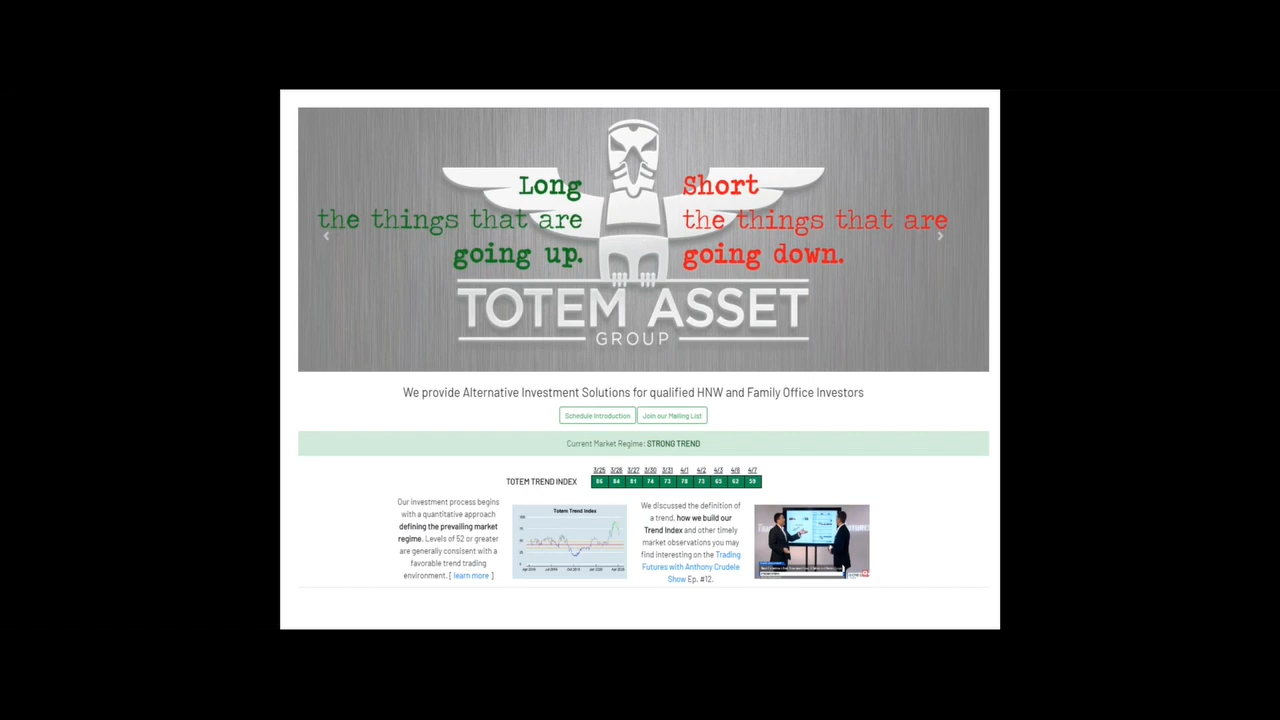 Long
the things that are
going up.
Short
the things that are
going down.
TOTEM ASSET
GROUP
We provide Alternative Investment Solutions for qualified HNW and Family Office Investors
Schedule Introduction
Join our Mailing List
Current Market Regime: STRONG TREND
3/25 3/26 3/27 3/30 3/31 4/1 4/2 4/3 4/6 4/7
TOTEM TREND INDEX 86 84 81 74 73 78 73 65 62 59
Our investment process begins
with a quantitative approach
defining the prevailing market
regime. Levels of 52 or greater
are generally consisent with a
favorable trend trading
environment. [ learn more ]
Totem Trend Index
We discussed the definition of
a trend, how we build our
Trend Index and other timely
market observations you may
find interesting on the Trading
Futures with Anthony Crudele
Show Ep. #12.